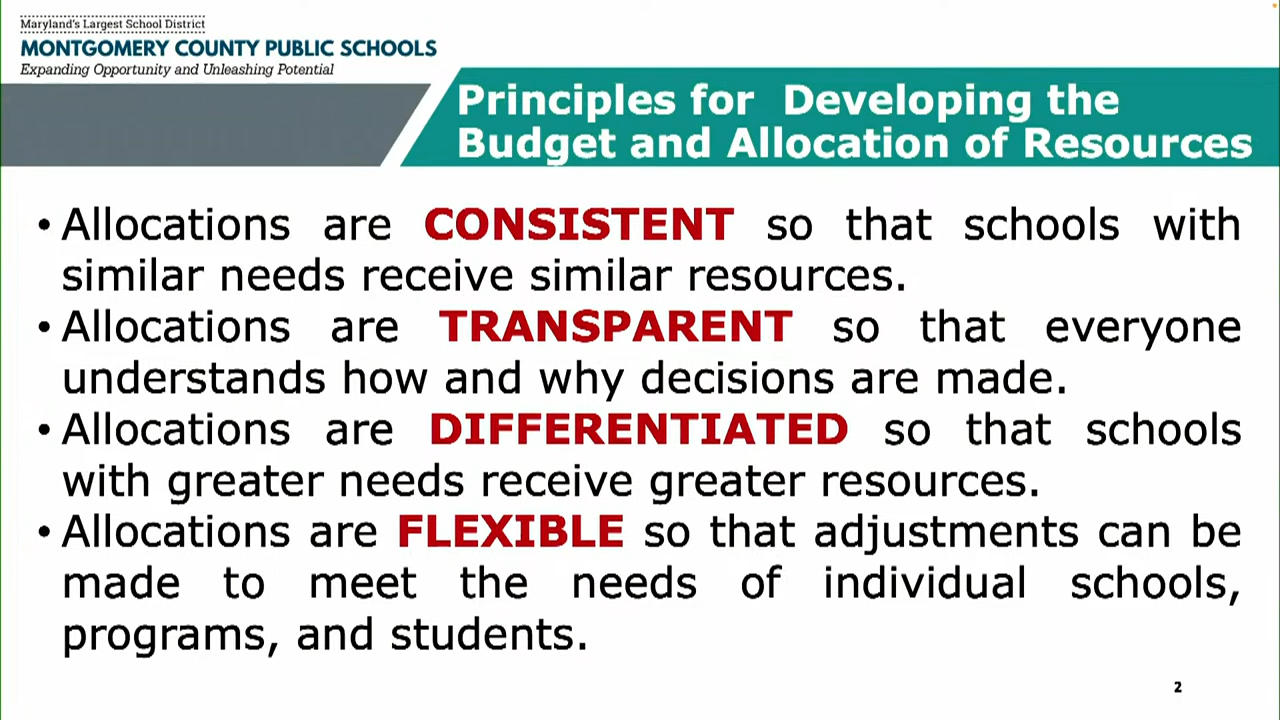 Maryland's Largest School District
MONTGOMERY COUNTY PUBLIC SCHOOLS
Expanding Opportunity and Unleashing Potential
Principles for Developing the
Budget and Allocation of Resources
• Allocations are CONSISTENT so that schools with
similar needs receive similar resources.
• Allocations are TRANSPARENT so that everyone
understands how and why decisions are made.
• Allocations are DIFFERENTIATED so that schools
with greater needs receive greater resources.
• Allocations are FLEXIBLE so that adjustments can be
made to meet the needs of individual schools,
programs, and students.
2